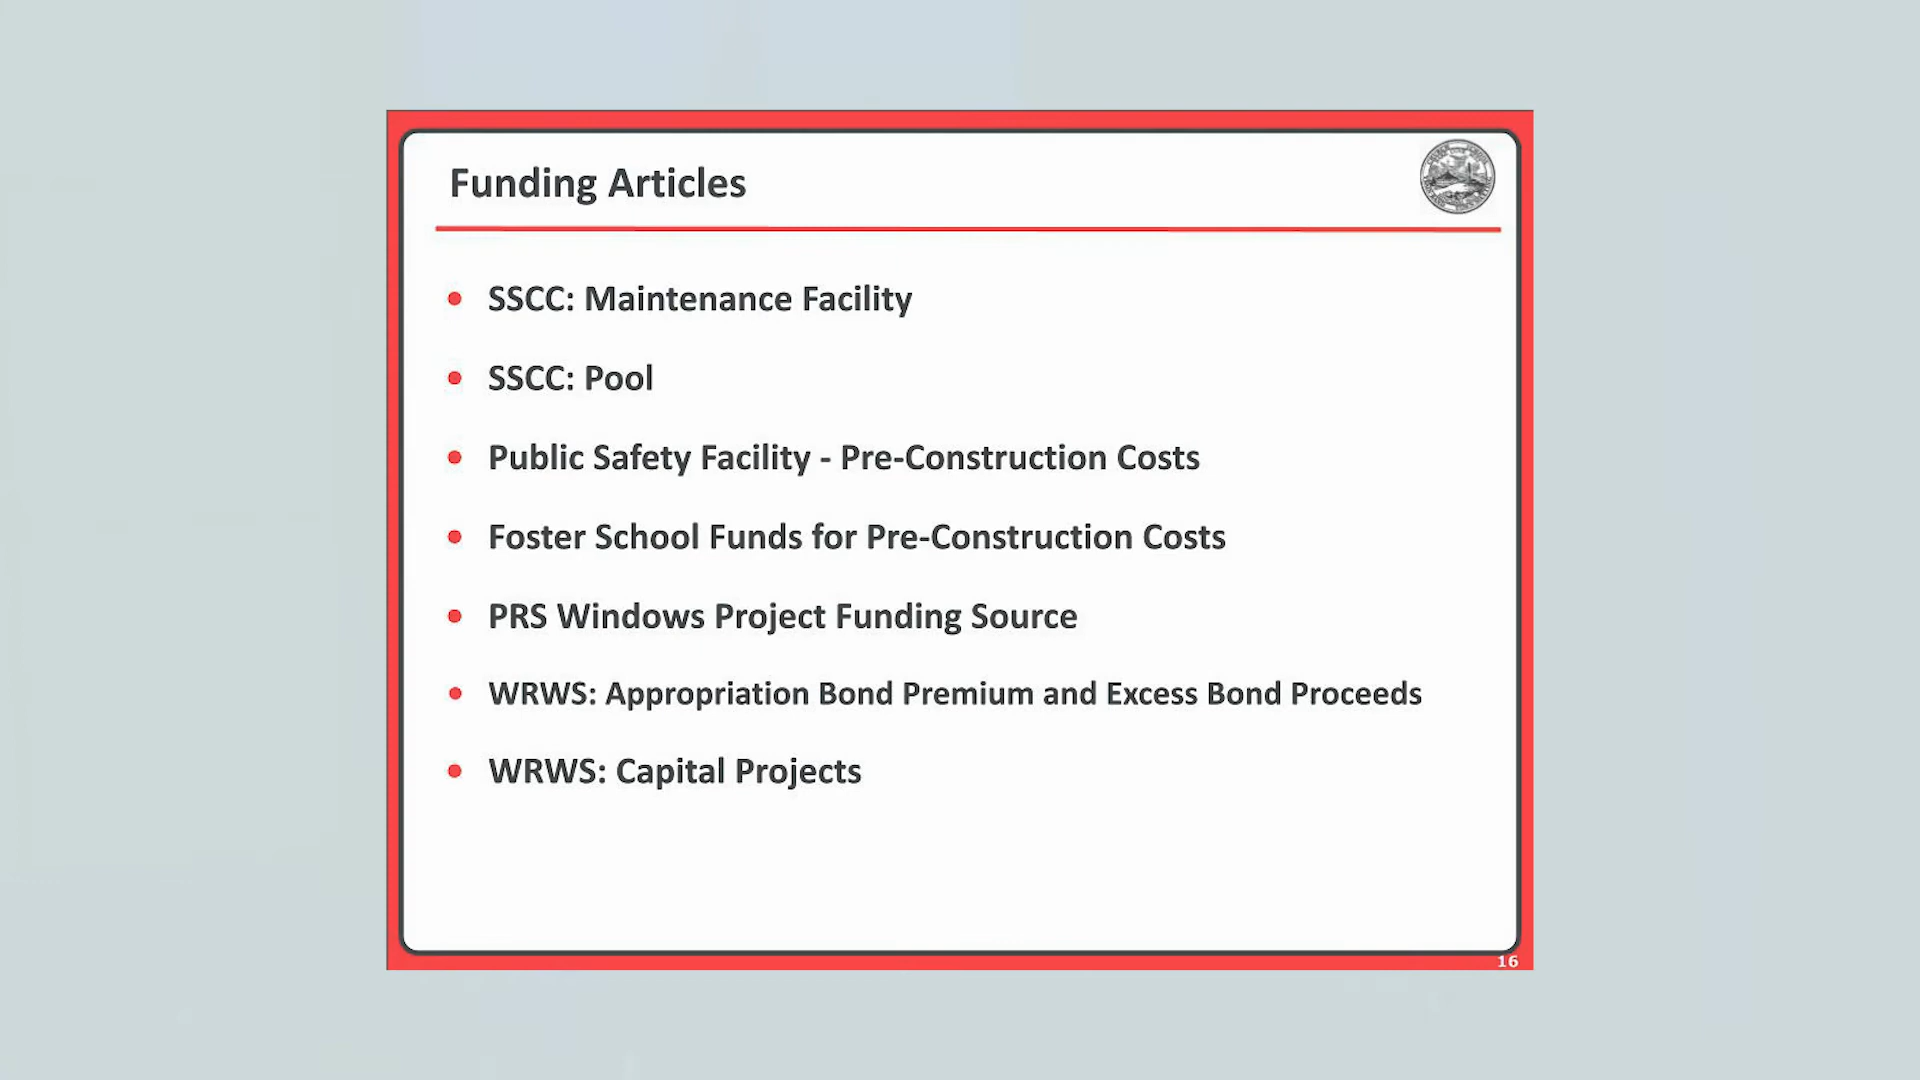 Funding Articles
• SSCC: Maintenance Facility
• SSCC: Pool
• Public Safety Facility - Pre-Construction Costs
• Foster School Funds for Pre-Construction Costs
• PRS Windows Project Funding Source
• WRWS: Appropriation Bond Premium and Excess Bond Proceeds
• WRWS: Capital Projects
16